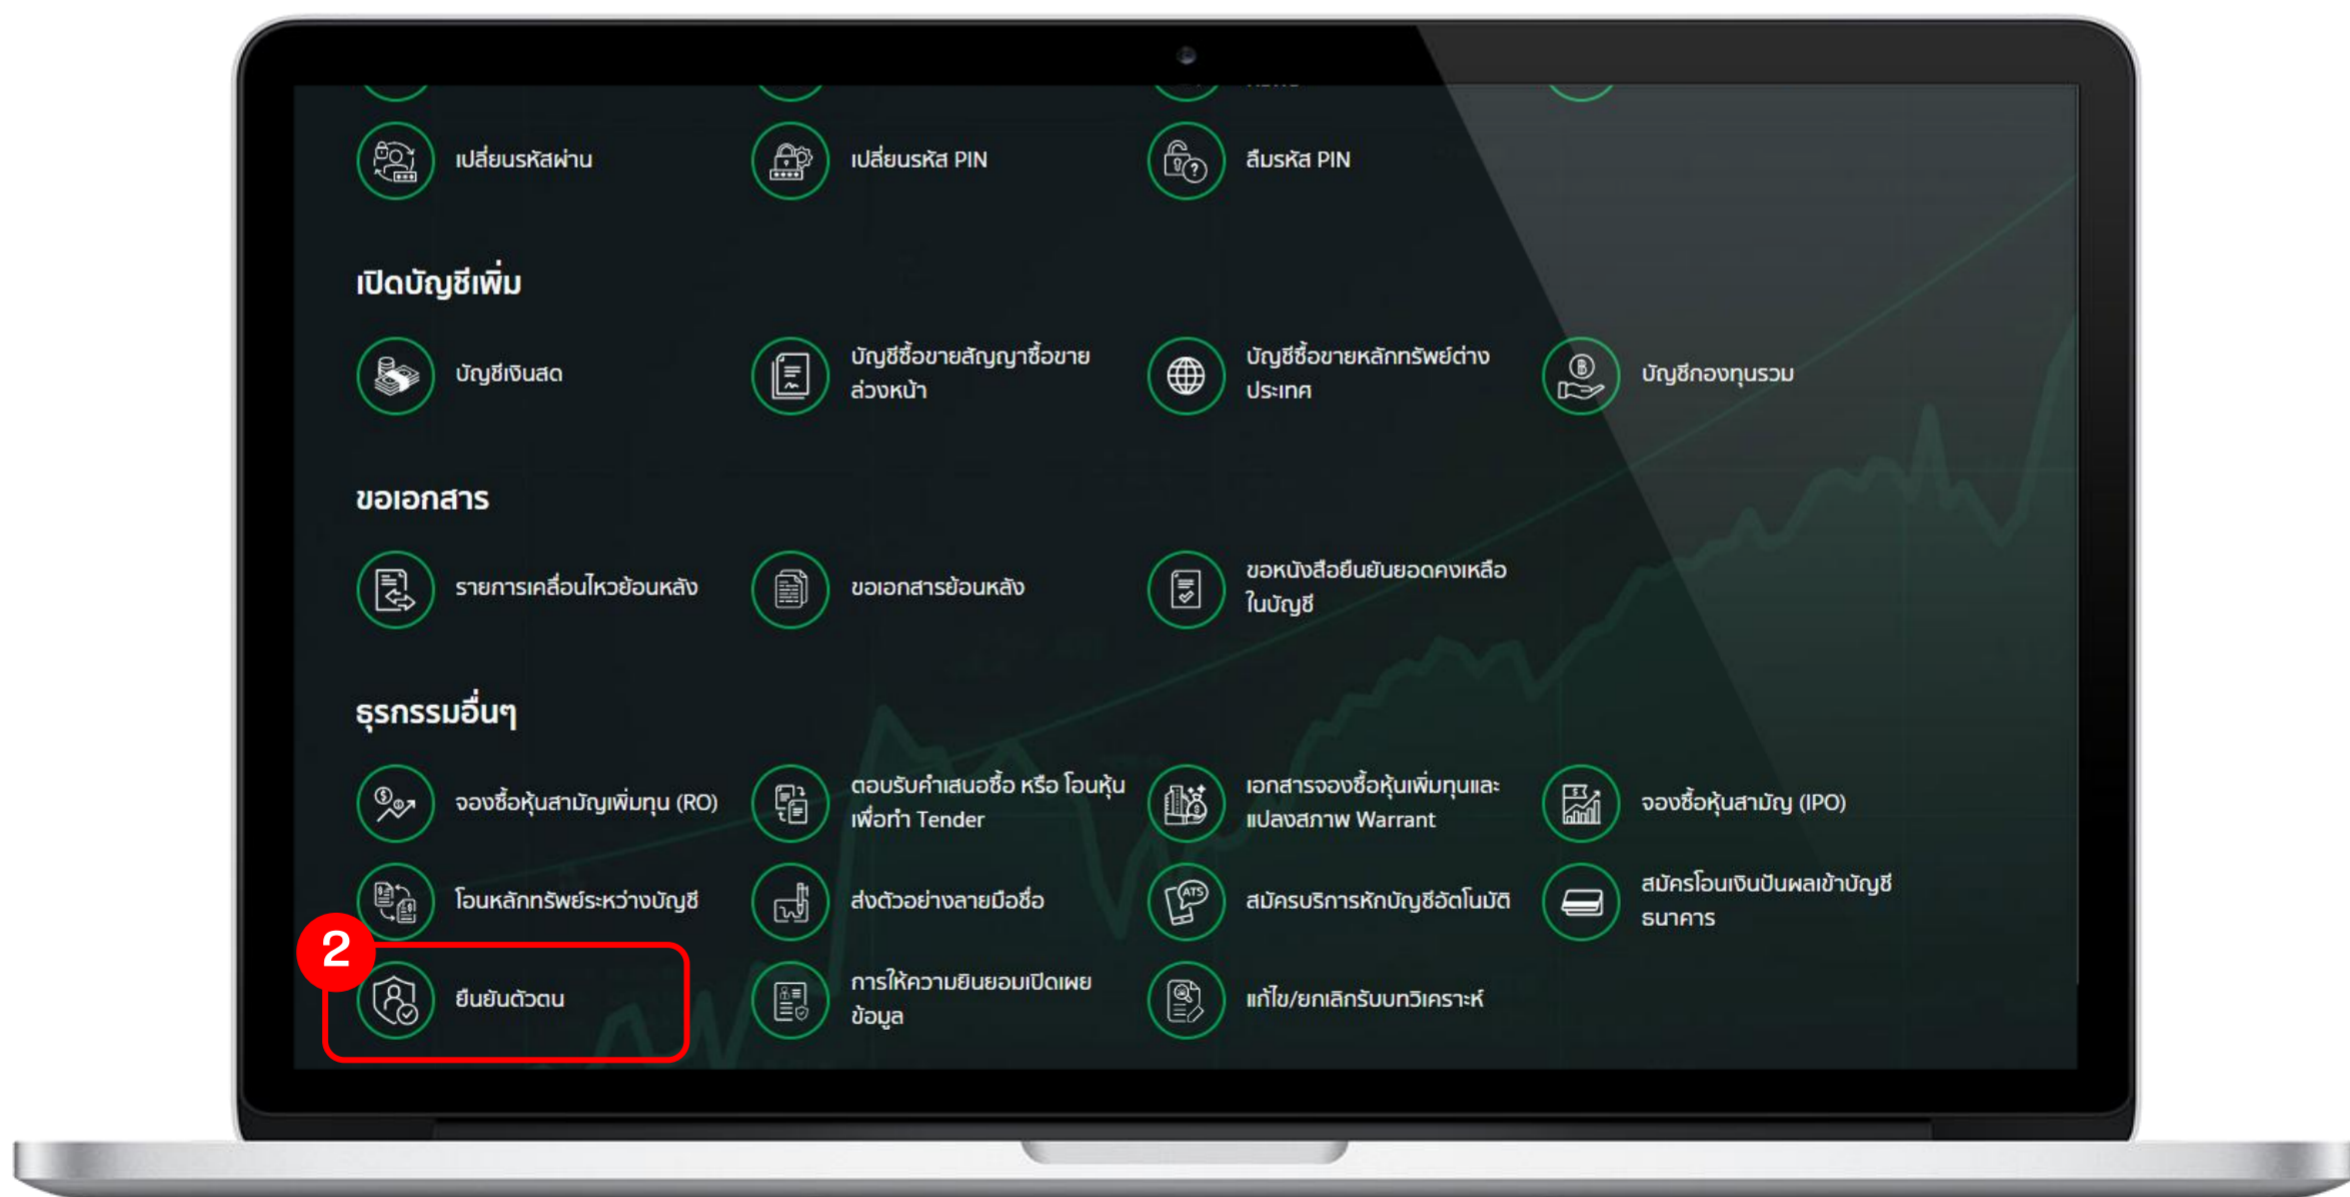 เปลี่ยนรหัสผ่าน
เปลี่ยนรหัส PIN
ลืมรหัส PIN
เปิดบัญชีเพิ่ม
บัญชีเงินสด
บัญชีซื้อขายสัญญาซื้อขาย
ล่วงหน้า
บัญชีซื้อขายหลักทรัพย์ต่าง
ประเทศ
บัญชีกองทุนรวม
ขอเอกสาร
รายการเคลื่อนไหวย้อนหลัง
ขอเอกสารย้อนหลัง
ขอหนังสือยืนยันยอดคงเหลือ
ในบัญชี
ธุรกรรมอื่นๆ
จองซื้อหุ้นสามัญเพิ่มทุน (RO)
ตอบรับคำเสนอซื้อ หรือ โอนหุ้น
เพื่อทำ Tender
เอกสารจองซื้อหุ้นเพิ่มทุนและ
แปลงสภาพ Warrant
จองซื้อหุ้นสามัญ (IPO)
โอนหลักทรัพย์ระหว่างบัญชี
ส่งตัวอย่างลายมือชื่อ
ATS
สมัครบริการหักบัญชีอัตโนมัติ
สมัครโอนเงินปันผลเข้าบัญชี
ธนาคาร
2
ยืนยันตัวตน
การให้ความยินยอมเปิดเผย
ข้อมูล
แก้ไข/ยกเลิกรับบทวิเคราะห์